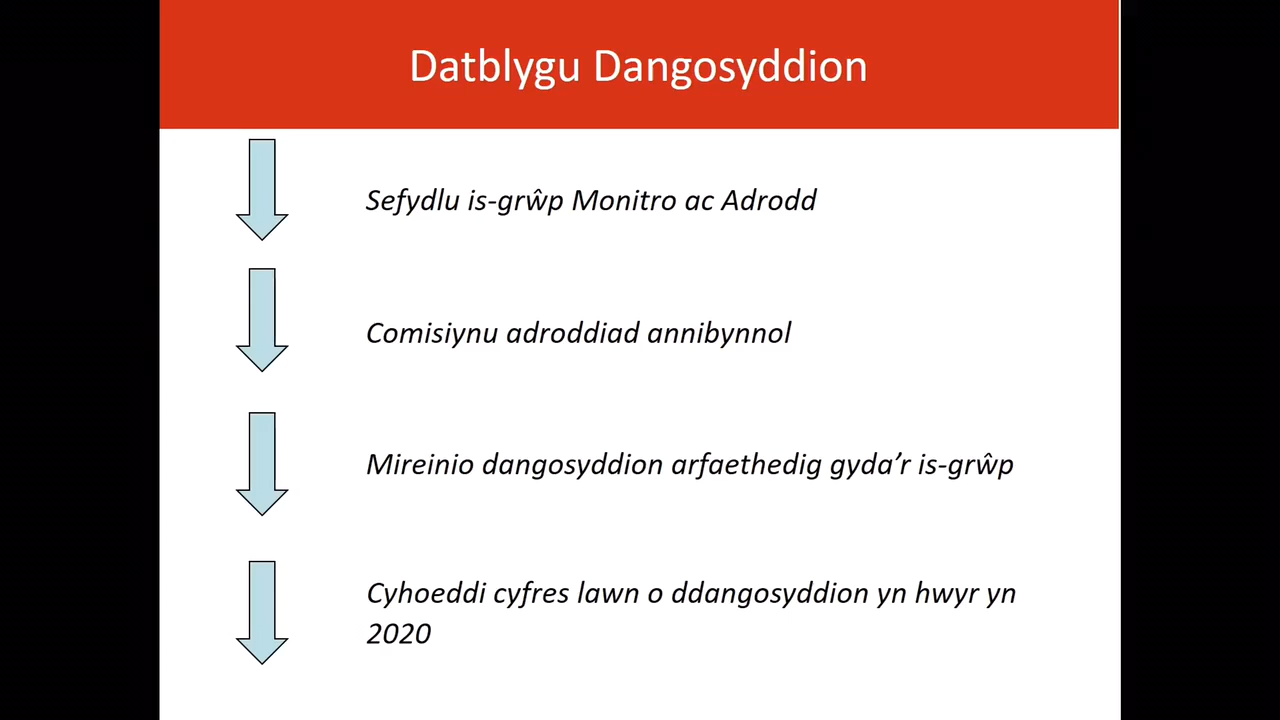 Datblygu Dangosyddion
Sefydlu is-grŵp Monitro ac Adrodd
Comisiynu adroddiad annibynnol
Mireinio dangosyddion arfaethedig gyda’r is-grŵp
Cyhoeddi cyfres lawn o ddangosyddion yn hwyr yn
2020